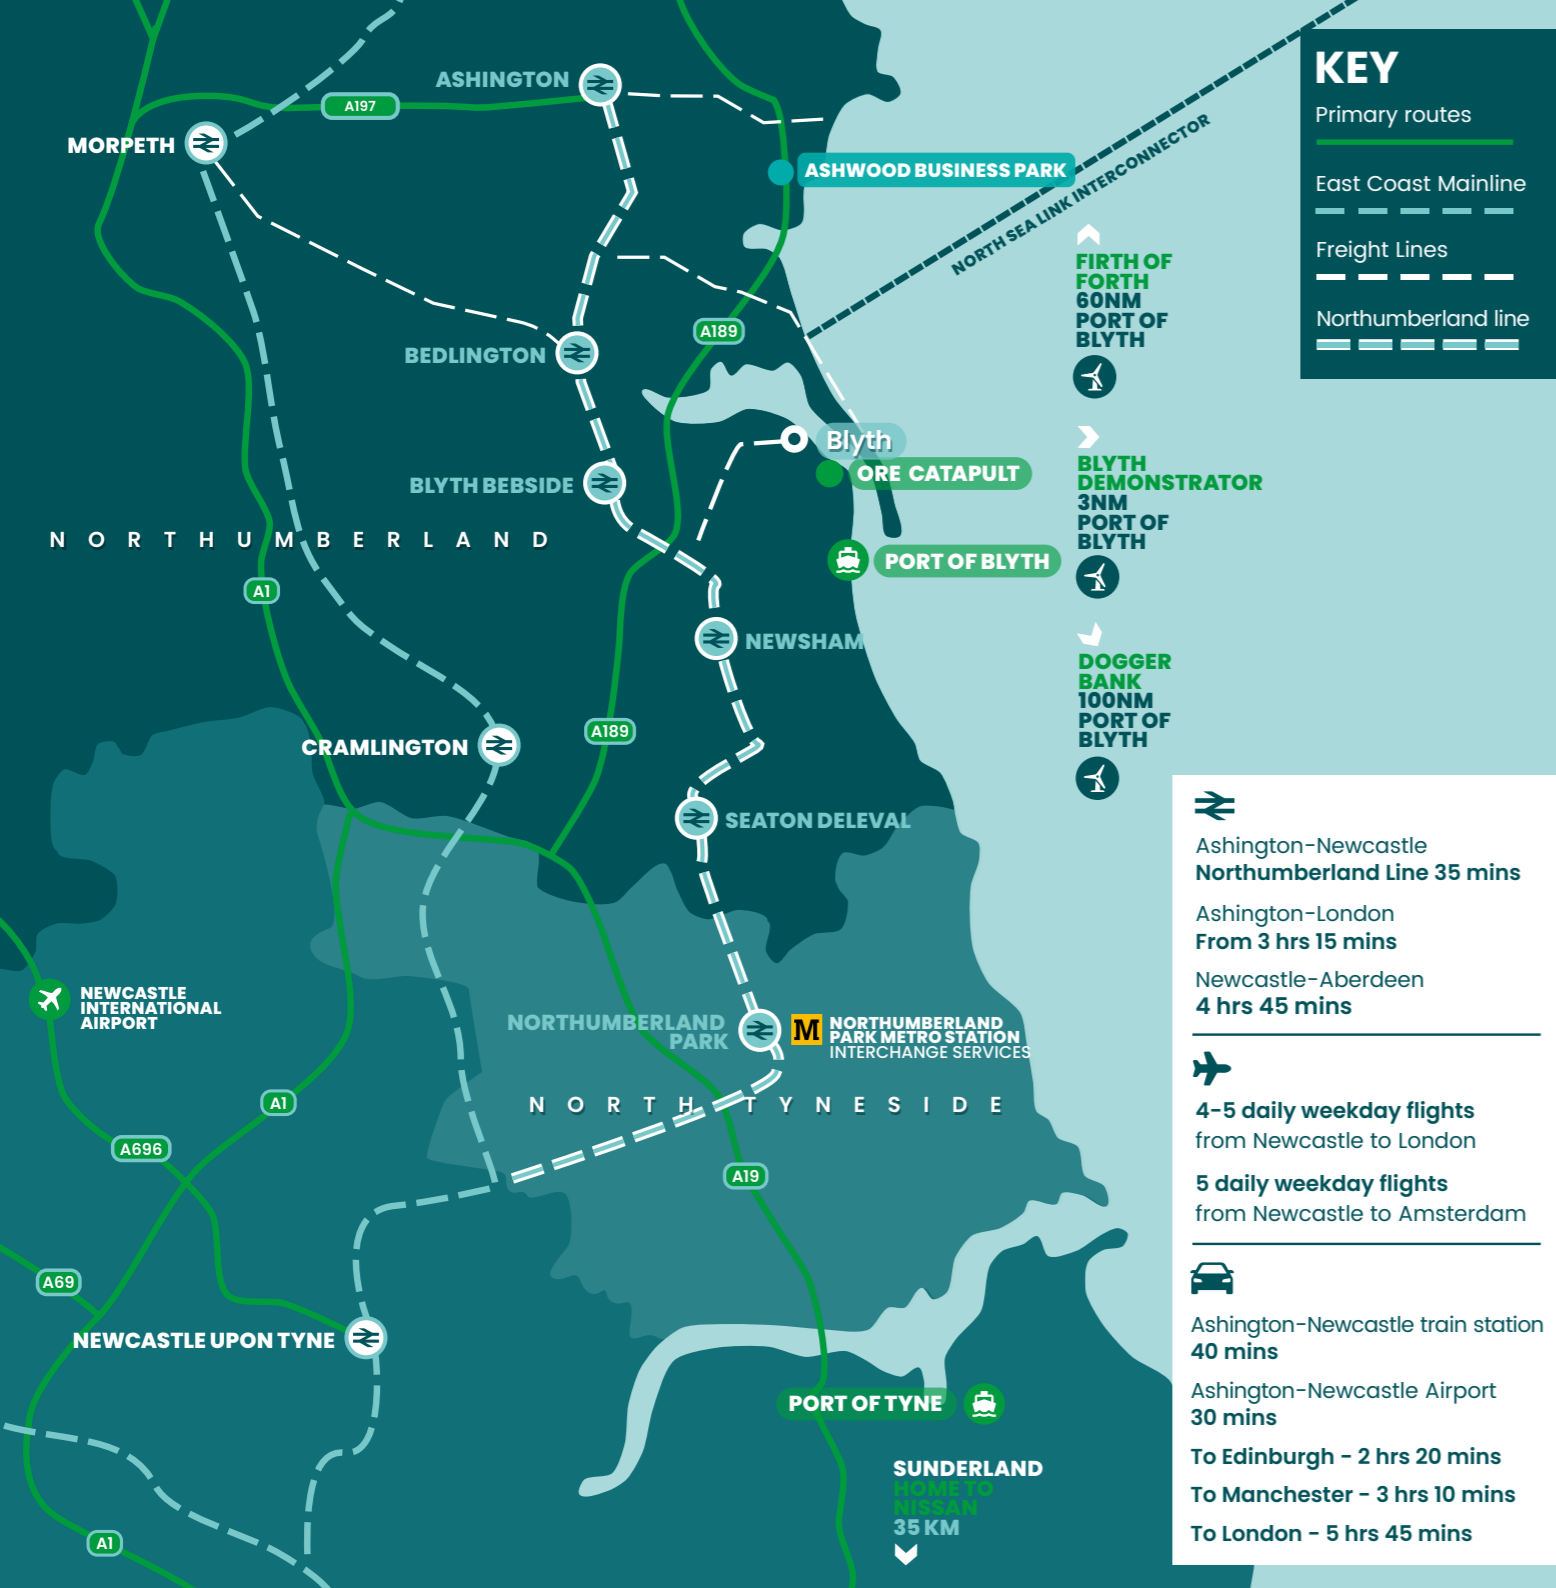 KEY
Primary routes
East Coast Mainline
Freight Lines
Northumberland line
ASHINGTON
A197
MORPETH
ASHWOOD BUSINESS PARK
NORTH SEA LINK INTERCONNECTOR
FIRTH OF
FORTH
60NM
PORT OF
BLYTH
A189
BEDLINGTON
Blyth
ORE CATAPULT
BLYTH BEBSIDE
BLYTH
DEMONSTRATOR
3NM
PORT OF
BLYTH
NORTHUMBERLAND
PORT OF BLYTH
A1
NEWSHAM
DOGGER
BANK
100NM
PORT OF
BLYTH
A189
CRAMLINGTON
SEATON DELEVAL
NEWCASTLE
INTERNATIONAL
AIRPORT
NORTHUMBERLAND
PARK
M
NORTHUMBERLAND
PARK METRO STATION
INTERCHANGE SERVICES
NORTH TYNESIDE
A1
A696
A19
A69
NEWCASTLE UPON TYNE
PORT OF TYNE
SUNDERLAND
HOME TO
NISSAN
35 KM
A1
Ashington-Newcastle
Northumberland Line 35 mins
Ashington-London
From 3 hrs 15 mins
Newcastle-Aberdeen
4 hrs 45 mins
4-5 daily weekday flights
from Newcastle to London
5 daily weekday flights
from Newcastle to Amsterdam
Ashington-Newcastle train station
40 mins
Ashington-Newcastle Airport
30 mins
To Edinburgh - 2 hrs 20 mins
To Manchester - 3 hrs 10 mins
To London - 5 hrs 45 mins